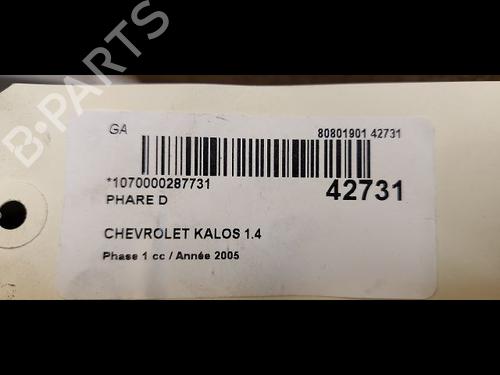 B-PARTS
GA
80801901 42731
*1070000287731
42731
PHARE D
CHEVROLET KALOS 1.4
Phase 1 cc / Année 2005